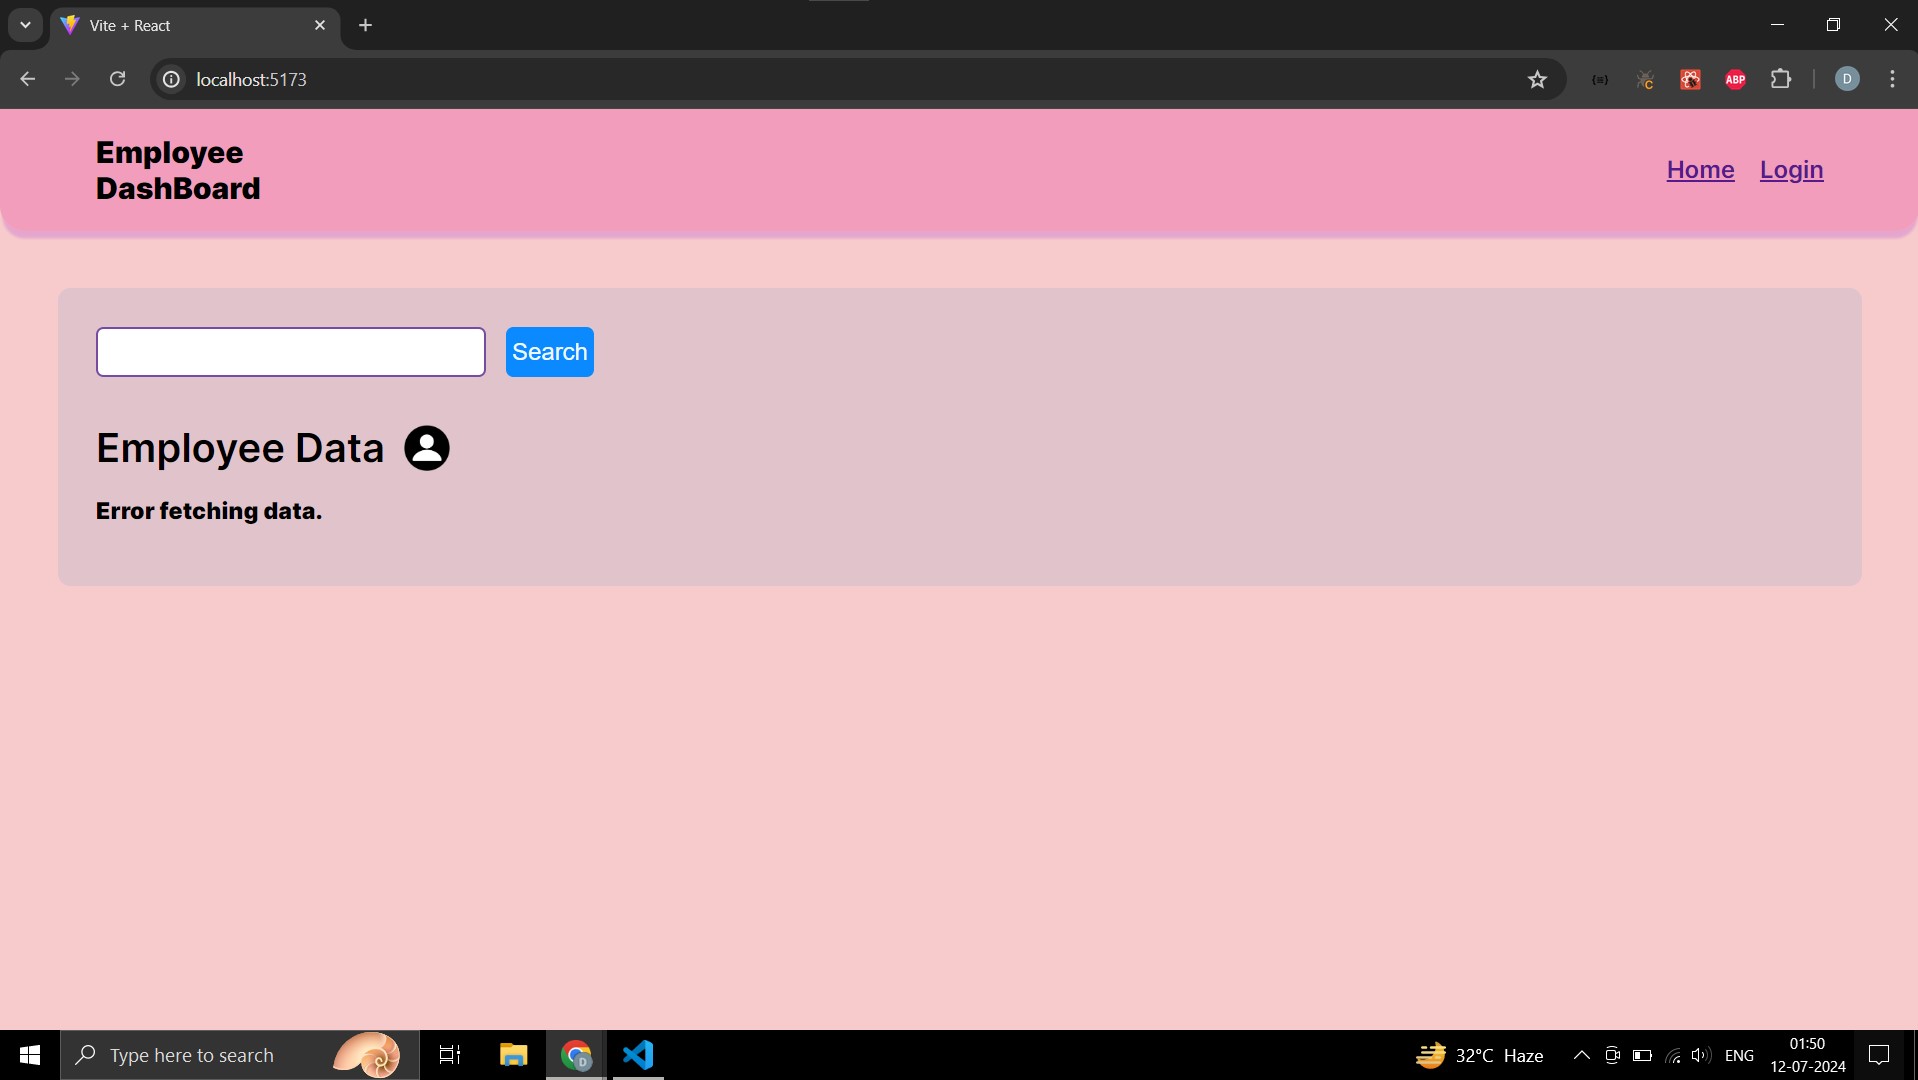 Vite + React
localhost:5173
C
ABP
D
Employee
DashBoard
Home
Login
Search
Employee Data
Error fetching data.
Type here to search
D
32°C Haze
ENG
01:50
12-07-2024